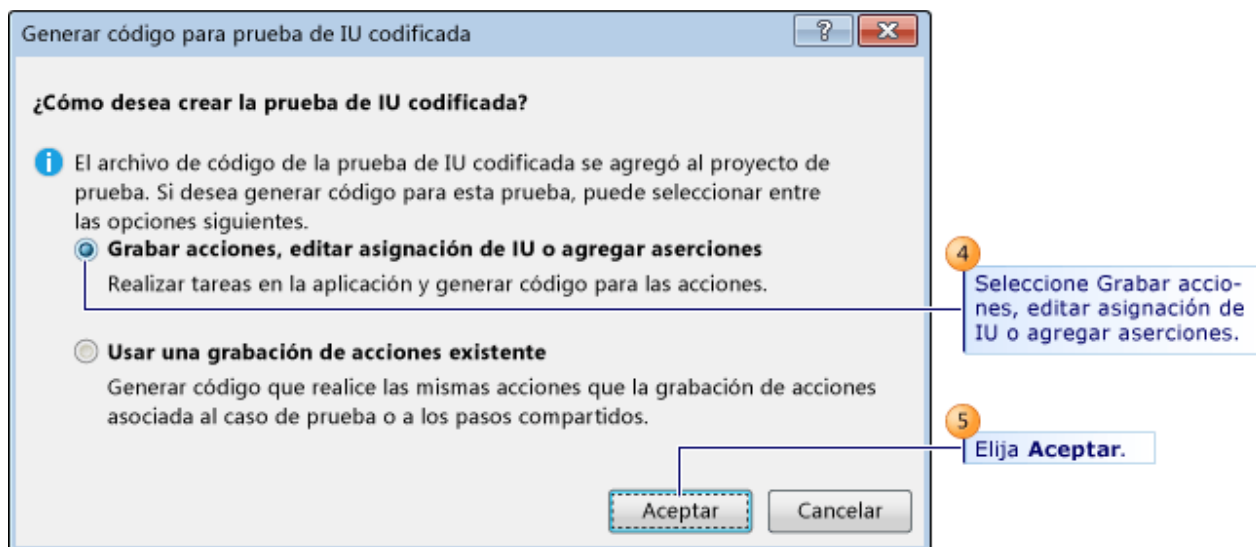 Generar código para prueba de IU codificada
?
¿Cómo desea crear la prueba de IU codificada?
El archivo de código de la prueba de IU codificada se agregó al proyecto de
prueba. Si desea generar código para esta prueba, puede seleccionar entre
las opciones siguientes.
Grabar acciones, editar asignación de IU o agregar aserciones
Realizar tareas en la aplicación y generar código para las acciones.
4
Seleccione Grabar accio-
nes, editar asignación de
IU o agregar aserciones.
Usar una grabación de acciones existente
Generar código que realice las mismas acciones que la grabación de acciones
asociada al caso de prueba o a los pasos compartidos.
5
Elija Aceptar.
Aceptar
Cancelar